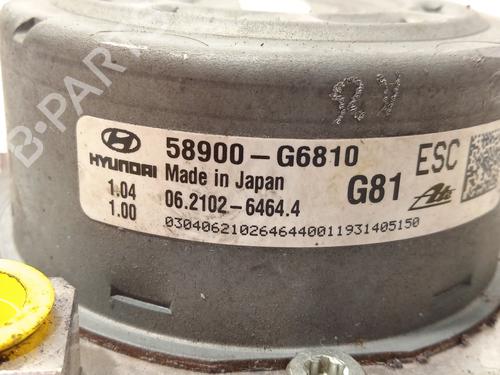 B-PARTS
58900-G6810
ESC
HYUNDAI
Made in Japan
G81
Ate
1.04
06.2102-6464.4
1.00
0304062102646440011931405150